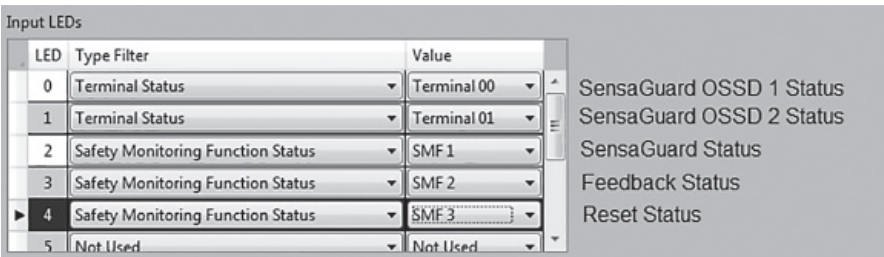 Input LEDs
LED Type Filter Value
0 Terminal Status Terminal 00 SensaGuard OSSD 1 Status
1 Terminal Status Terminal 01 SensaGuard OSSD 2 Status
2 Safety Monitoring Function Status SMF 1 SensaGuard Status
3 Safety Monitoring Function Status SMF 2 Feedback Status
4 Safety Monitoring Function Status SMF 3 Reset Status
5 Not Used Not Used